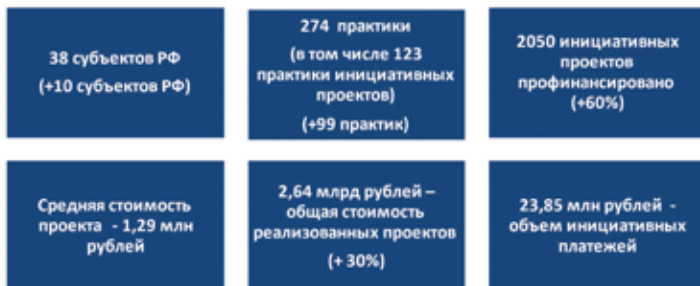 38 субъектов РФ
(+10 субъектов РФ)
274 практики
(в том числе 123
практики инициативных
проектов)
(+99 практик)
2050 инициативных
проектов
профинансировано
(+60%)
Средняя стоимость
проекта - 1,29 млн
рублей
2,64 млрд рублей –
общая стоимость
реализованных проектов
(+ 30%)
23,85 млн рублей -
объем инициативных
платежей